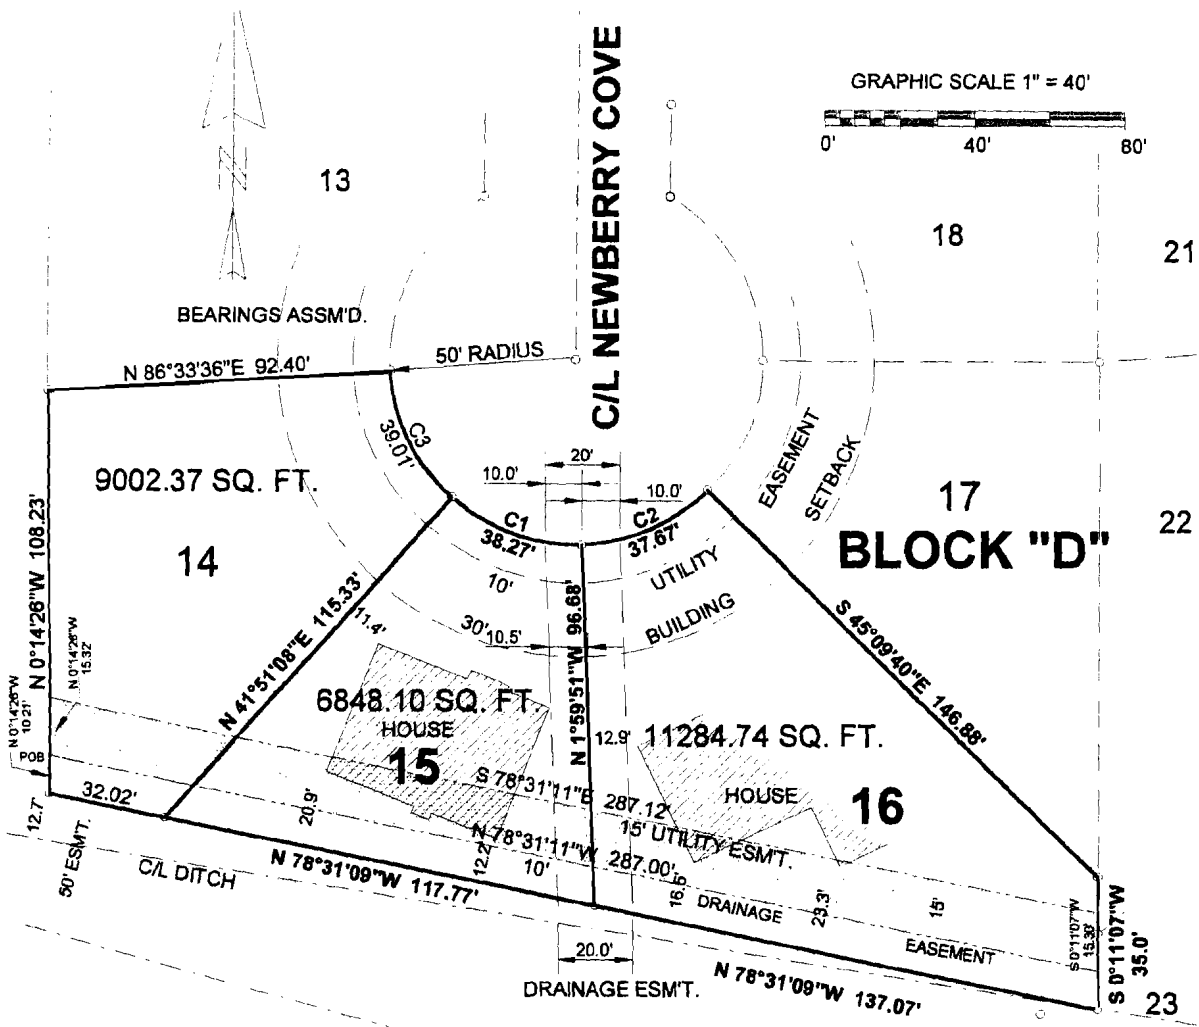 C/L NEWBERRY COVE
GRAPHIC SCALE 1" = 40'
0' 40' 80'
13
18
21
BEARINGS ASSM'D.
N 86°33'36"E 92.40'
50' RADIUS
C3
39.01'
20'
10.0'
10.0'
EASEMENT
SETBACK
9002.37 SQ. FT.
14
N 0°14'26"W 108.23'
C1
38.27'
C2
37.67'
17
BLOCK "D"
22
10'
UTILITY
30'
10.5'
BUILDING
11.4'
N 41°51'08"E 115.33'
N 1°59'51"W 96.68'
S 45°09'40"E 146.88'
N 0°14'26"W
15.32'
N 0°14'26"W
10.21'
POB
6848.10 SQ. FT.
HOUSE
15
12.9'
11284.74 SQ. FT.
HOUSE
16
S 78°31'11"E 287.12'
15' UTILITY ESM'T.
N 78°31'11"W 287.00'
32.02'
12.7'
20.9'
12.2'
10'
50' ESM'T.
C/L DITCH
N 78°31'09"W 117.77'
16.5'
DRAINAGE
23.3'
15'
EASEMENT
S 0°11'07"W
S 0°11'07"W
35.0'
20.0'
DRAINAGE ESM'T.
N 78°31'09"W 137.07'
23